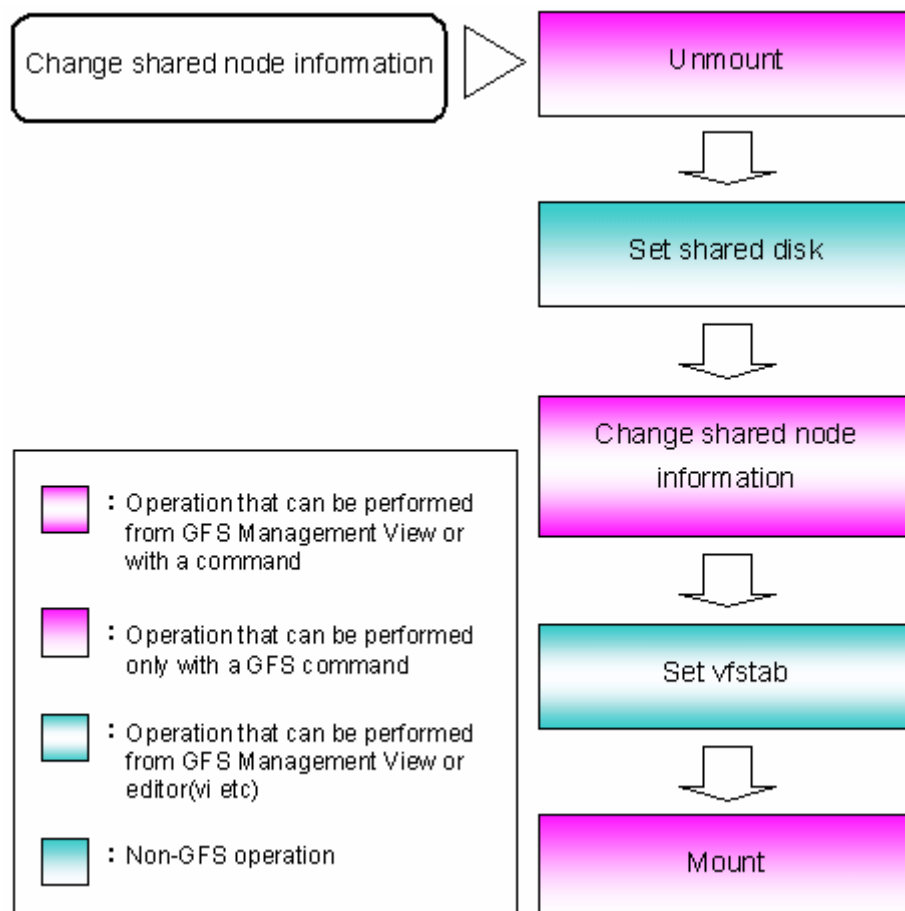 Change shared node information
Unmount
Set shared disk
Change shared node
information
Set vfstab
Mount
: Operation that can be performed
from GFS Management View or
with a command
: Operation that can be performed
only with a GFS command
: Operation that can be performed
from GFS Management View or
editor(vi etc)
: Non-GFS operation